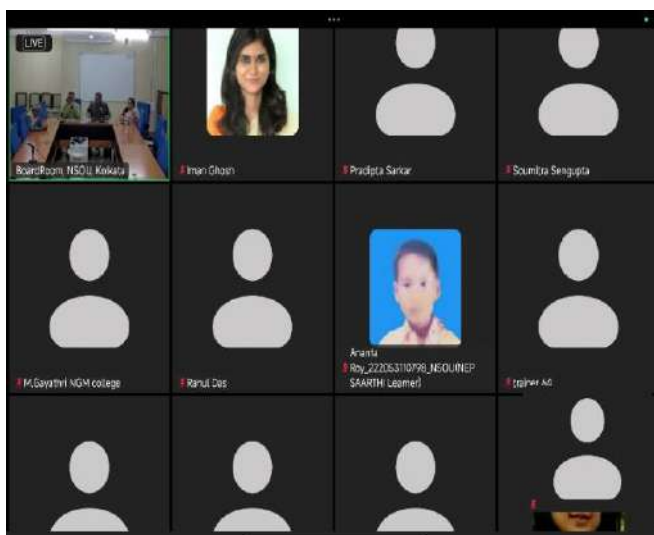 LIVE
BoardRoom, NSOU, Kolkata
Iman Ghosh
Pradipta Sarkar
Soumitra Sengupta
M.Gayathri NGM college
Rahul Das
Ananta
Roy_222053110798_NSOU(NEP
SAARTHI Learner)
trainer